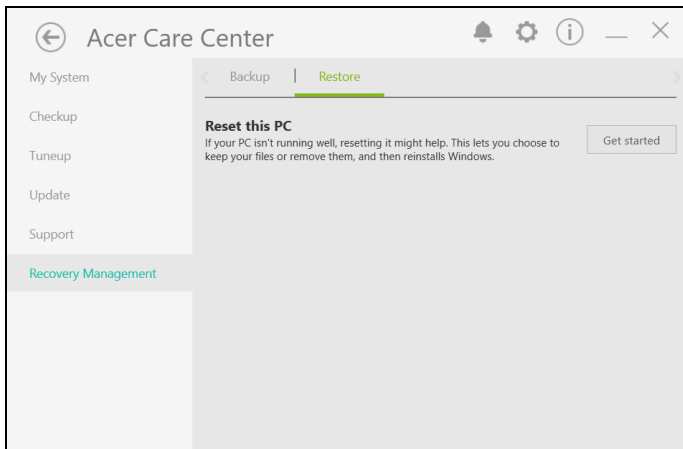 Acer Care Center
My System
Checkup
Tuneup
Update
Support
Recovery Management
Backup | Restore
Reset this PC
If your PC isn't running well, resetting it might help. This lets you choose to
keep your files or remove them, and then reinstalls Windows.
Get started